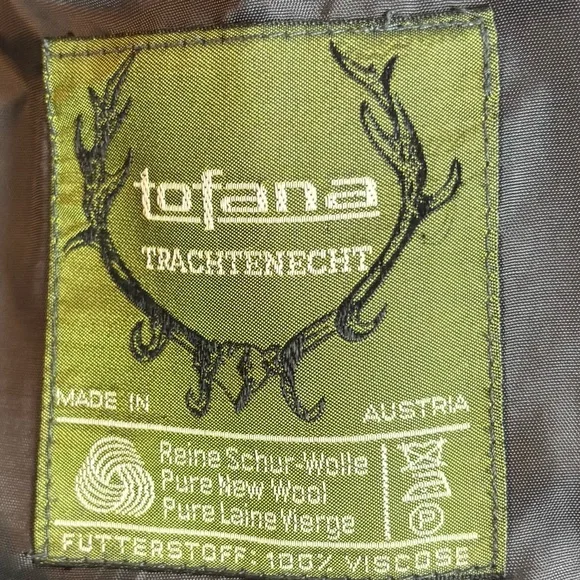 tofana
TRACHTENECHT
MADE IN AUSTRIA
Reine Schur-Wolle
Pure New Wool
Pure Laine Vierge
P
FUTTERSTOFF: 100% VISCOSE